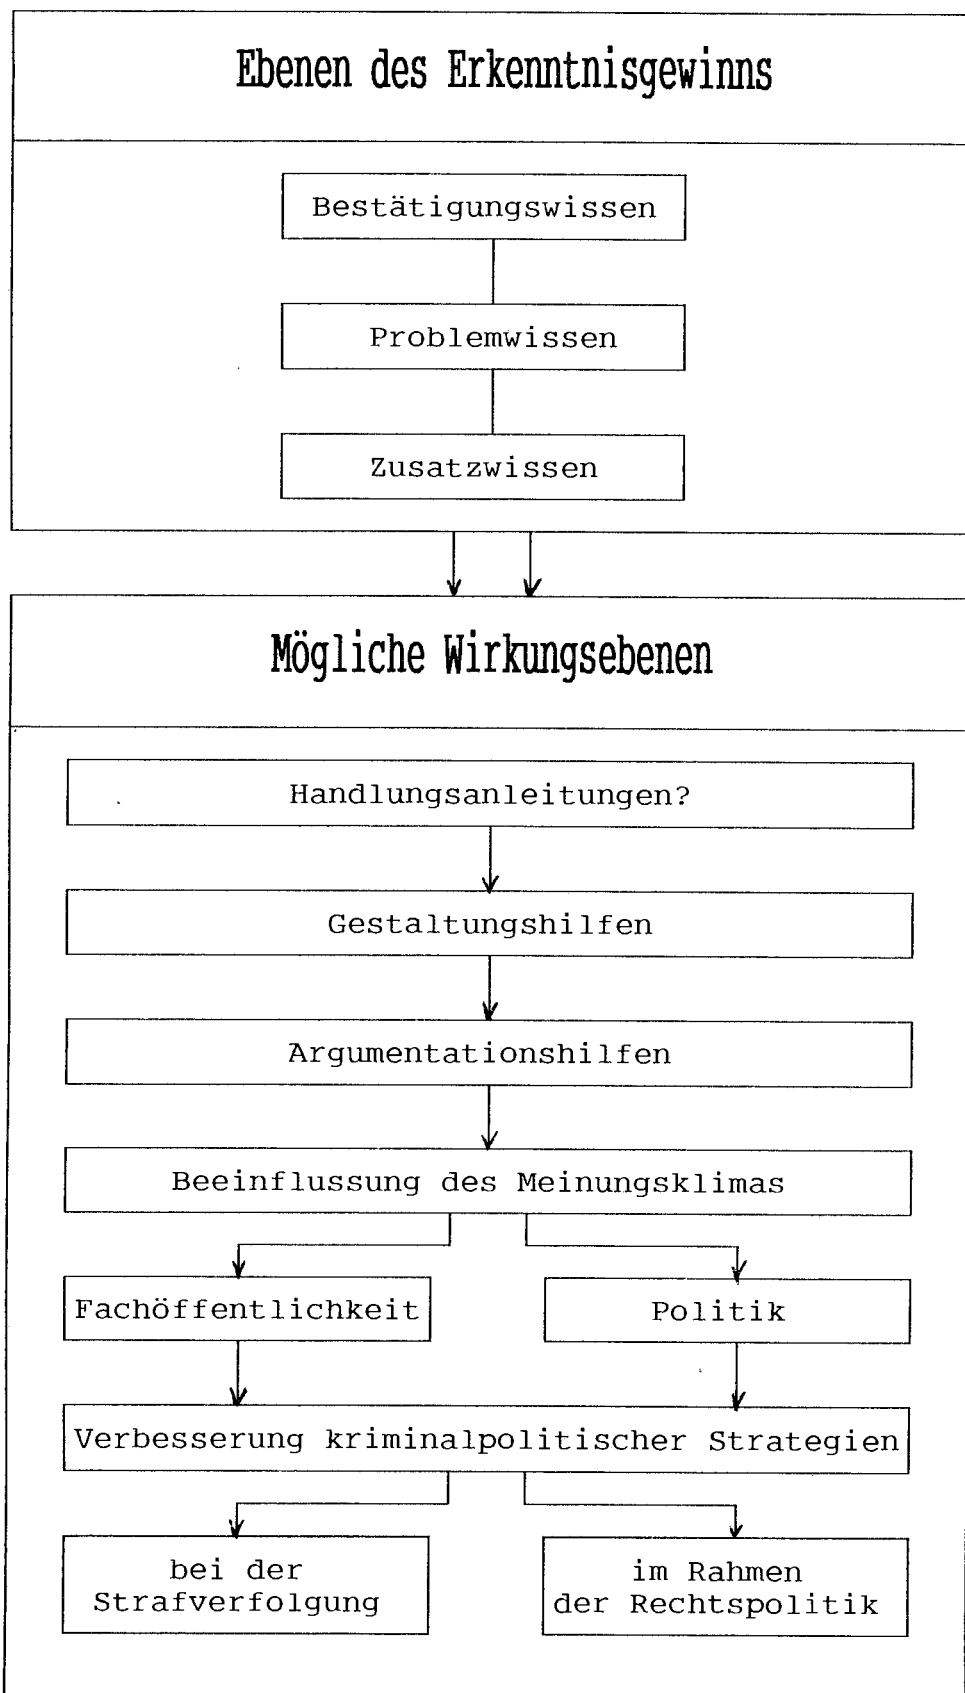 Ebenen des Erkenntnisgewinns
Bestätigungswissen
Problemwissen
Zusatzwissen
Mögliche Wirkungsebenen
Handlungsanleitungen?
Gestaltungshilfen
Argumentationshilfen
Beeinflussung des Meinungsklimas
Fachöffentlichkeit
Politik
Verbesserung kriminalpolitischer Strategien
bei der
Strafverfolgung
im Rahmen
der Rechtspolitik